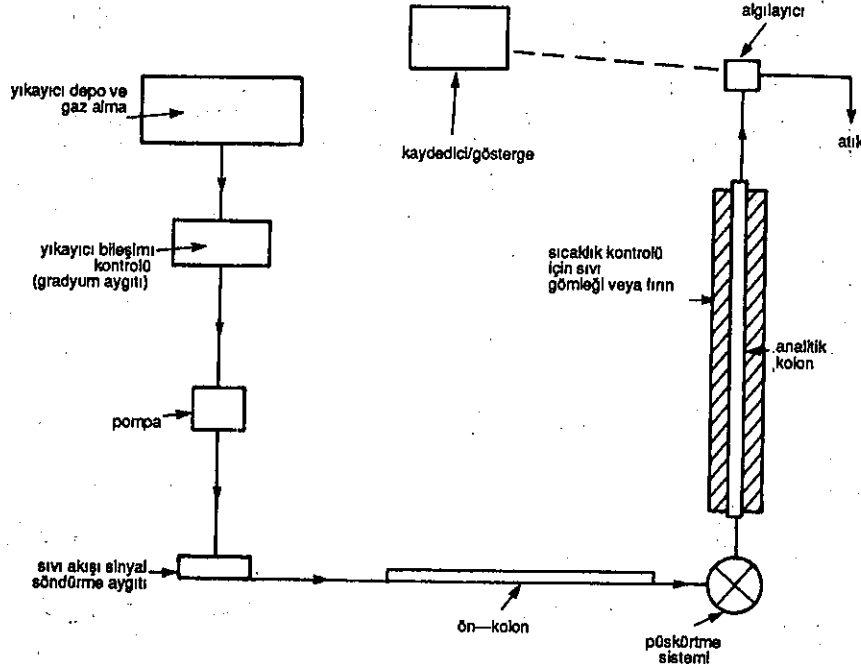 algılayıcı
yıkayıcı depo ve
gaz alma
kaydedici/gösterge
atık
yıkayıcı bileşimi
kontrolü
(gradyum aygıtı)
sıcaklık kontrolü
için sıvı
gömleği veya fırın
analitik
kolon
pompa
sıvı akışı sinyal
söndürme aygıtı
ön—kolon
püskürtme
sistemi